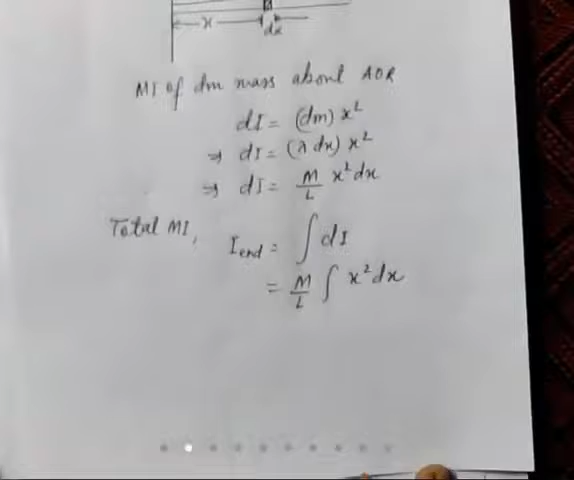 x
dx
MI of dm mass about AOR
dI = (dm) x²
⇒ dI = (λ dx) x²
⇒ dI = M/L x² dx
Total MI, I_end = ∫ dI
= M/L ∫ x² dx